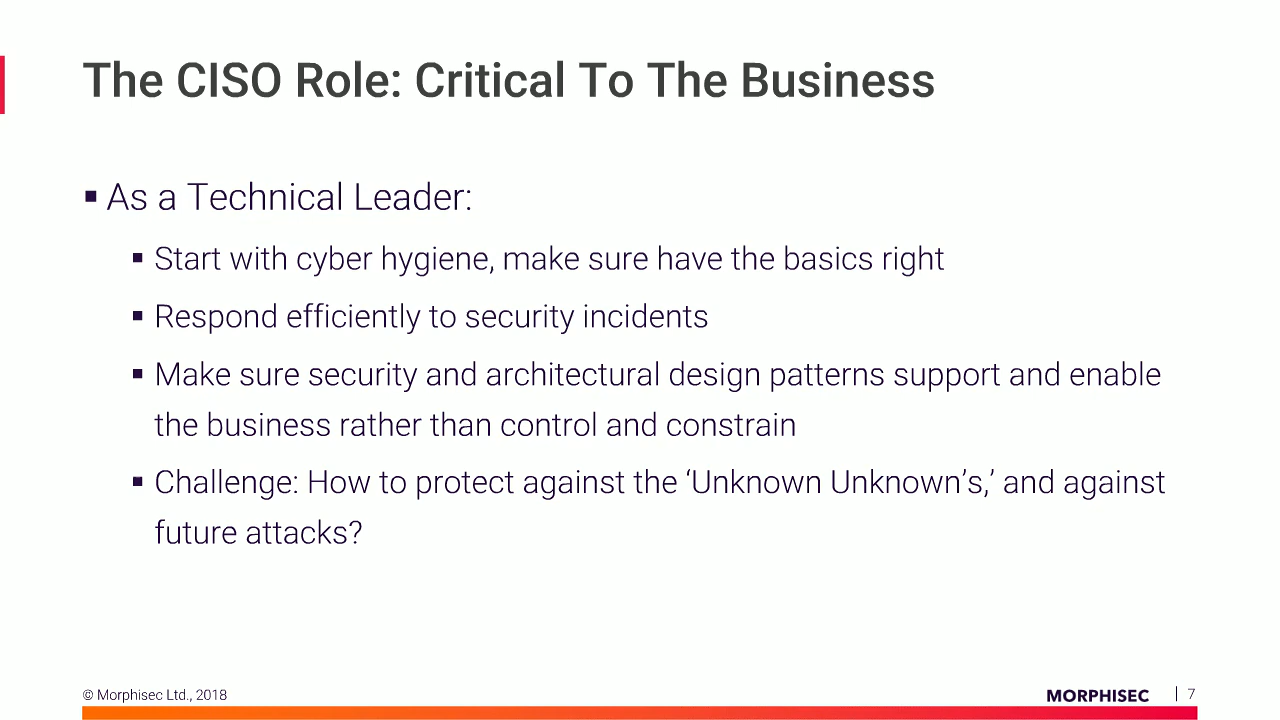 The CISO Role: Critical To The Business
▪ As a Technical Leader:
▪ Start with cyber hygiene, make sure have the basics right
▪ Respond efficiently to security incidents
▪ Make sure security and architectural design patterns support and enable
the business rather than control and constrain
▪ Challenge: How to protect against the ‘Unknown Unknown’s,’ and against
future attacks?
© Morphisec Ltd., 2018
MORPHISEC | 7